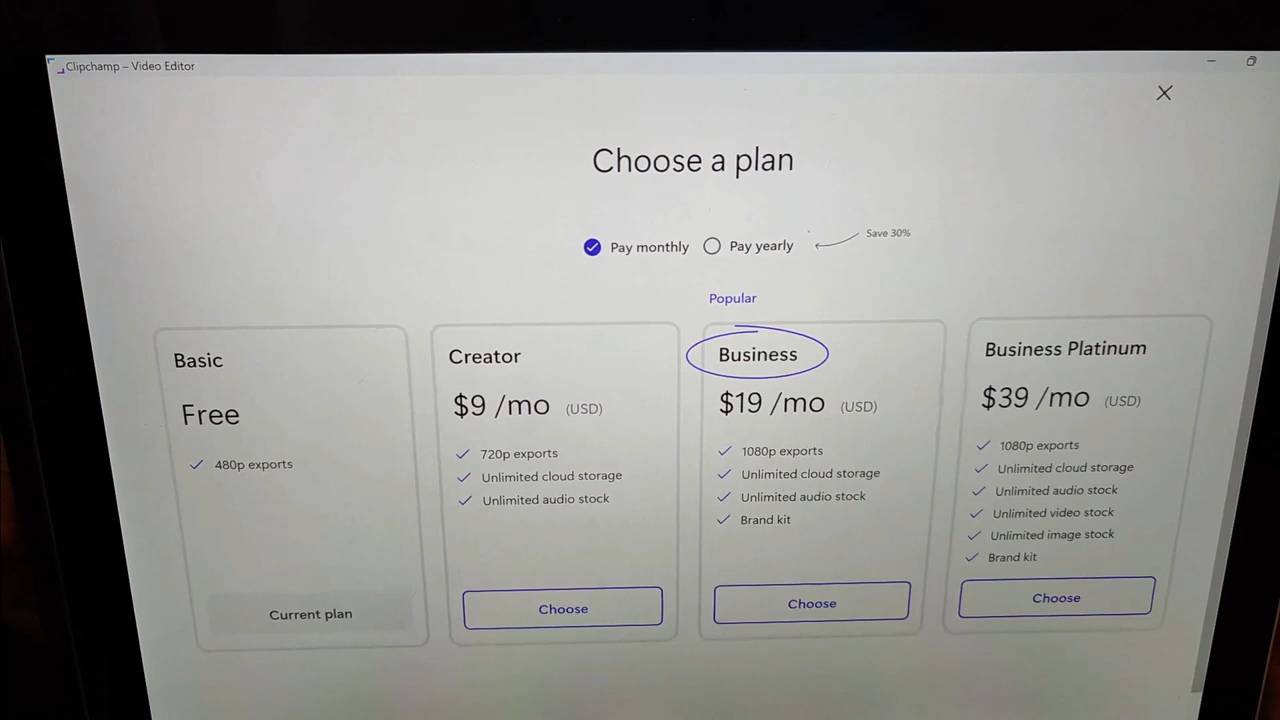 Clipchamp – Video Editor
Choose a plan
Pay monthly Pay yearly Save 30%
Popular
Basic
Free
480p exports
Current plan
Creator
$9 /mo (USD)
720p exports
Unlimited cloud storage
Unlimited audio stock
Choose
Business
$19 /mo (USD)
1080p exports
Unlimited cloud storage
Unlimited audio stock
Brand kit
Choose
Business Platinum
$39 /mo (USD)
1080p exports
Unlimited cloud storage
Unlimited audio stock
Unlimited video stock
Unlimited image stock
Brand kit
Choose